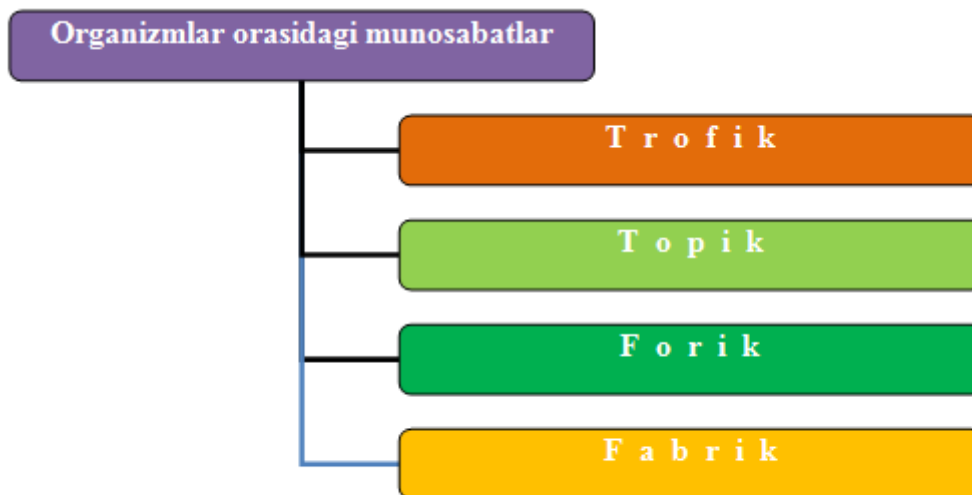 Organizmlar orasidagi munosabatlar
T r o f i k
T o p i k
F o r i k
F a b r i k